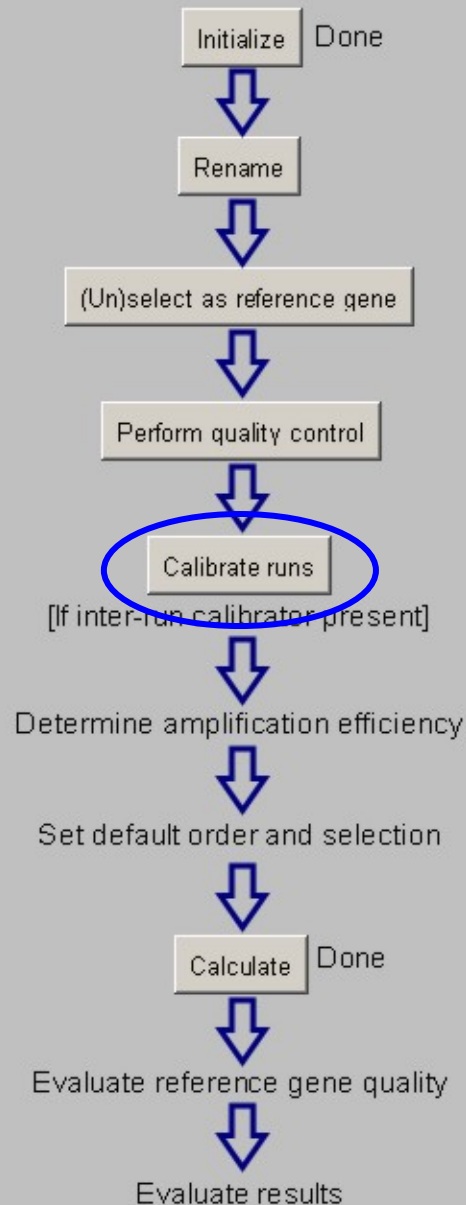 Initialize Done
Rename
(Un)select as reference gene
Perform quality control
Calibrate runs
[If inter-run calibrator present]
Determine amplification efficiency
Set default order and selection
Calculate Done
Evaluate reference gene quality
Evaluate results